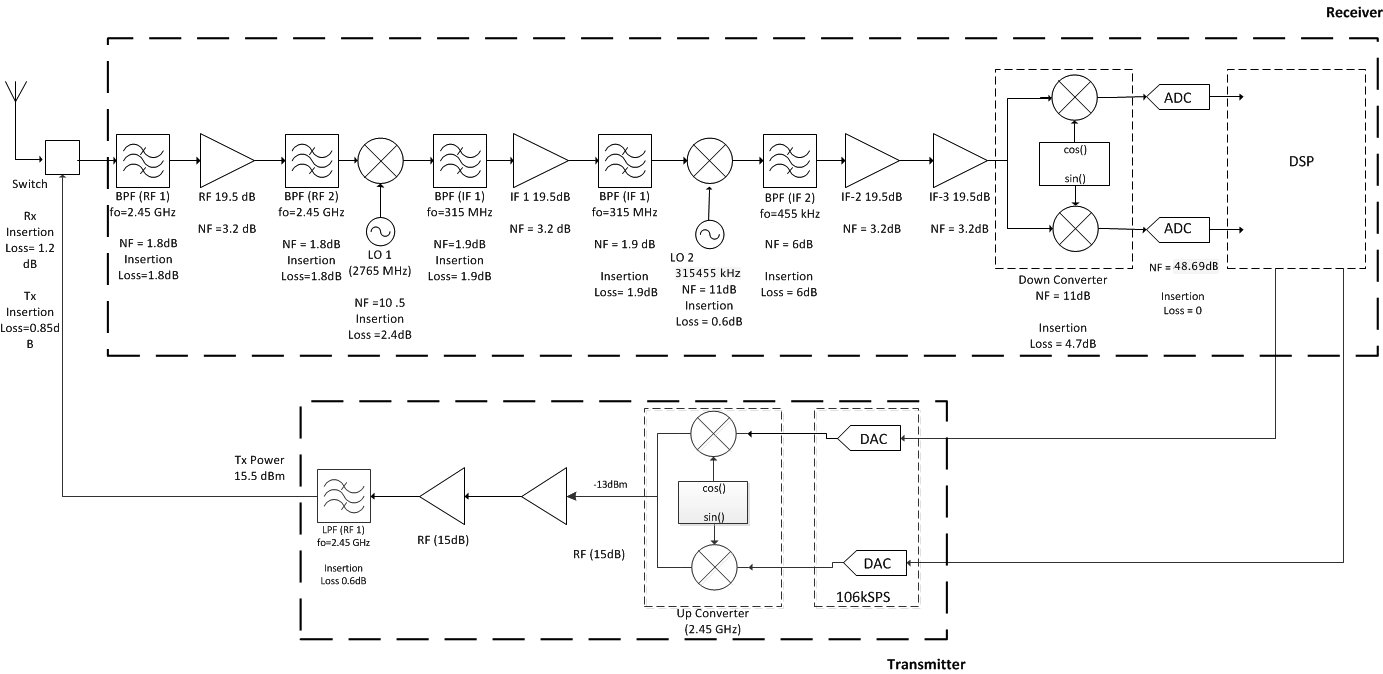 Receiver
Switch
Rx
Insertion
Loss= 1.2
dB
Tx
Insertion
Loss=0.85d
B
BPF (RF 1)
fo=2.45 GHz
NF = 1.8dB
Insertion
Loss=1.8dB
RF 19.5 dB
NF =3.2 dB
BPF (RF 2)
fo=2.45 GHz
NF = 1.8dB
Insertion
Loss=1.8dB
LO 1
(2765 MHz)
NF =10 .5
Insertion
Loss =2.4dB
BPF (IF 1)
fo=315 MHz
NF=1.9dB
Insertion
Loss= 1.9dB
IF 1 19.5dB
NF = 3.2 dB
BPF (IF 1)
fo=315 MHz
NF = 1.9 dB
Insertion
Loss= 1.9dB
LO 2
315455 kHz
NF = 11dB
Insertion
Loss = 0.6dB
BPF (IF 2)
fo=455 kHz
NF = 6dB
Insertion
Loss = 6dB
IF-2 19.5dB
NF = 3.2dB
IF-3 19.5dB
NF = 3.2dB
cos()
sin()
Down Converter
NF = 11dB
Insertion
Loss = 4.7dB
ADC
ADC
NF = 48.69dB
Insertion
Loss = 0
DSP
Tx Power
15.5 dBm
LPF (RF 1)
fo=2.45 GHz
Insertion
Loss 0.6dB
RF (15dB)
RF (15dB)
-13dBm
cos()
sin()
Up Converter
(2.45 GHz)
DAC
DAC
106kSPS
Transmitter